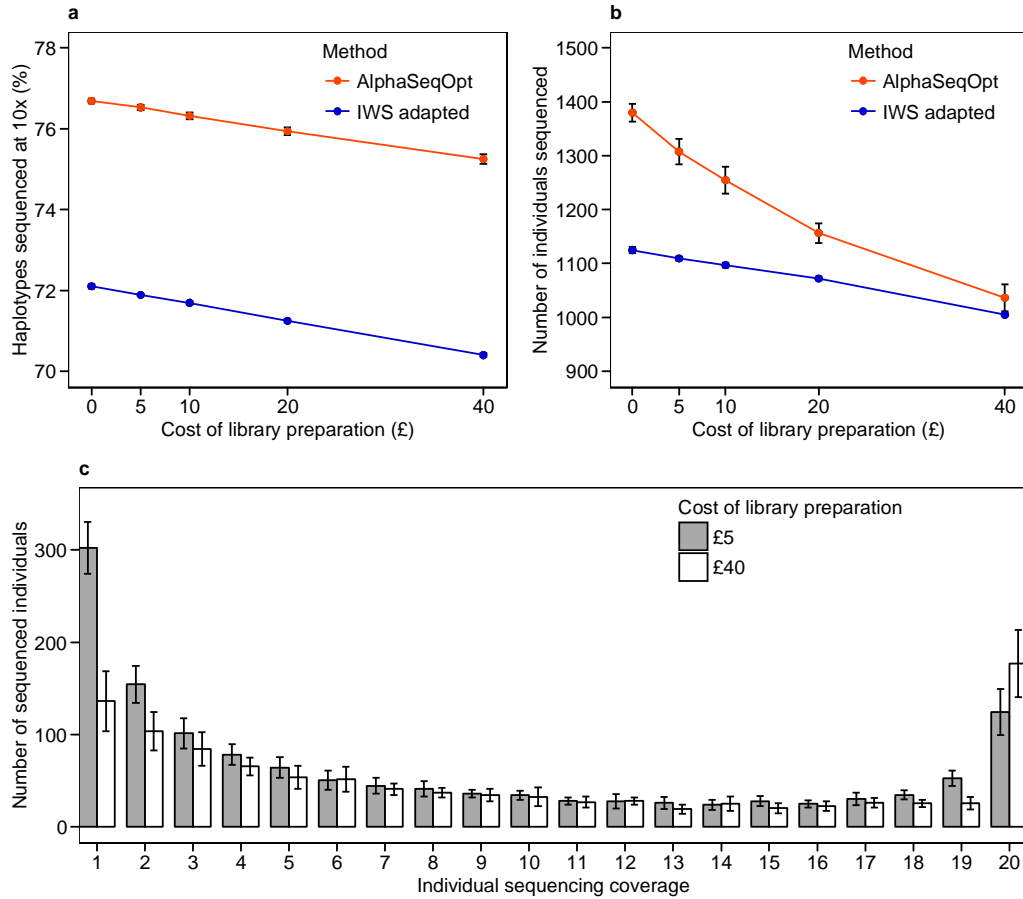 a
78
76
74
72
70
Haplotypes sequenced at 10x (%)
Method
AlphaSeqOpt
IWS adapted
0 5 10 20 40
Cost of library preparation (£)
b
1500
1400
1300
1200
1100
1000
900
Number of individuals sequenced
Method
AlphaSeqOpt
IWS adapted
0 5 10 20 40
Cost of library preparation (£)
c
300
200
100
0
Number of sequenced individuals
Cost of library preparation
£5
£40
1 2 3 4 5 6 7 8 9 10 11 12 13 14 15 16 17 18 19 20
Individual sequencing coverage